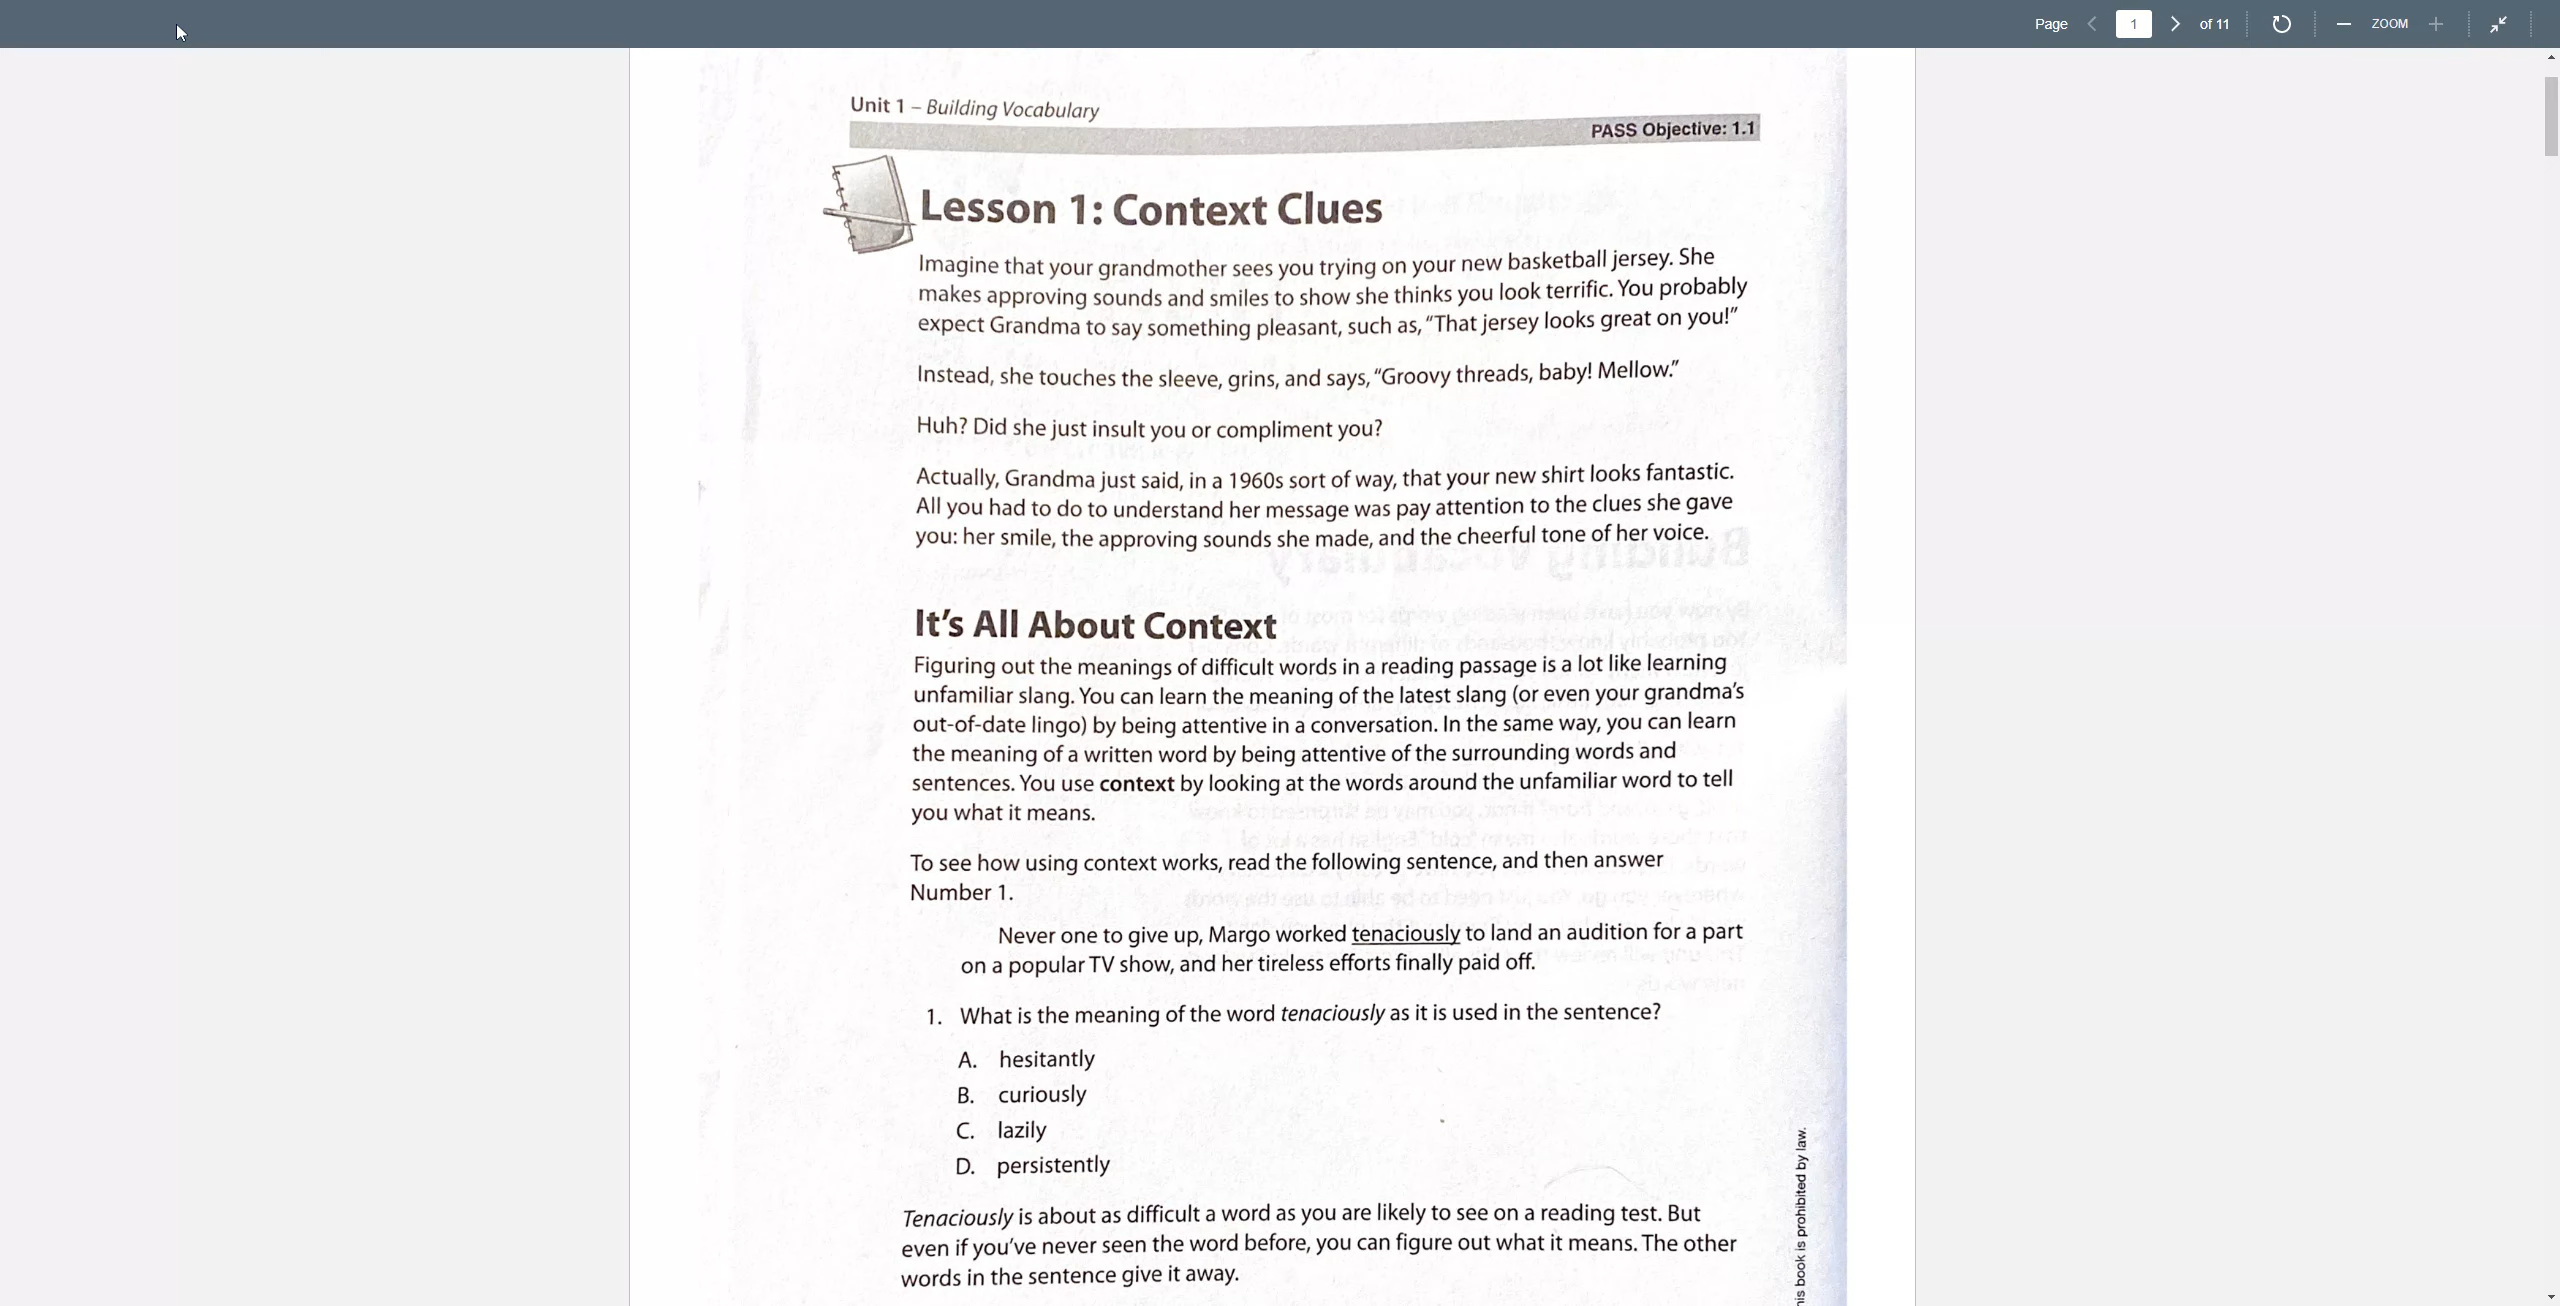 Page 1 of 11 ZOOM
Unit 1 – Building Vocabulary
PASS Objective: 1.1
Lesson 1: Context Clues
Imagine that your grandmother sees you trying on your new basketball jersey. She
makes approving sounds and smiles to show she thinks you look terrific. You probably
expect Grandma to say something pleasant, such as, “That jersey looks great on you!”
Instead, she touches the sleeve, grins, and says, “Groovy threads, baby! Mellow.”
Huh? Did she just insult you or compliment you?
Actually, Grandma just said, in a 1960s sort of way, that your new shirt looks fantastic.
All you had to do to understand her message was pay attention to the clues she gave
you: her smile, the approving sounds she made, and the cheerful tone of her voice.
It’s All About Context
Figuring out the meanings of difficult words in a reading passage is a lot like learning
unfamiliar slang. You can learn the meaning of the latest slang (or even your grandma’s
out-of-date lingo) by being attentive in a conversation. In the same way, you can learn
the meaning of a written word by being attentive of the surrounding words and
sentences. You use context by looking at the words around the unfamiliar word to tell
you what it means.
To see how using context works, read the following sentence, and then answer
Number 1.
Never one to give up, Margo worked tenaciously to land an audition for a part
on a popular TV show, and her tireless efforts finally paid off.
1. What is the meaning of the word tenaciously as it is used in the sentence?
A. hesitantly
B. curiously
C. lazily
D. persistently
Tenaciously is about as difficult a word as you are likely to see on a reading test. But
even if you’ve never seen the word before, you can figure out what it means. The other
words in the sentence give it away.
book is prohibited by law.